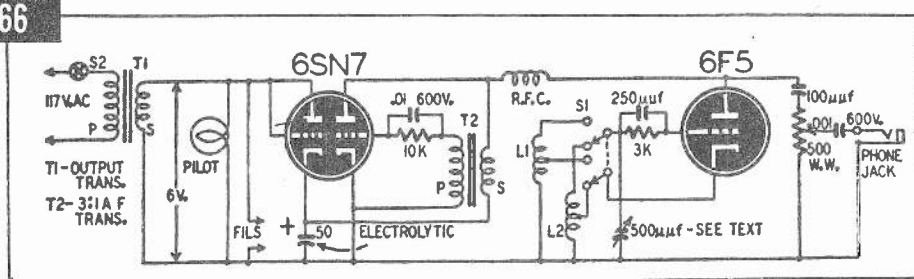 66
S2
T1
117V.AC
P
S
T1-OUTPUT
TRANS.
T2-3:1 A F
TRANS.
6V.
PILOT
FILS
6SN7
+
50
ELECTROLYTIC
.01 600V.
10K
T2
P
S
R.F.C.
S1
L1
L2
250μμf
3K
500μμf-SEE TEXT
6F5
100μμf
.001
600V.
500
W.W.
PHONE
JACK